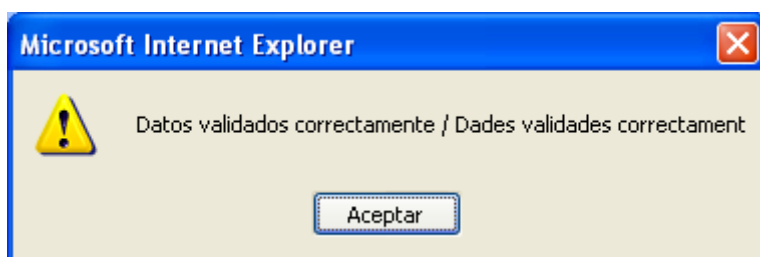 Microsoft Internet Explorer
Datos validados correctamente / Dades validades correctament
Aceptar